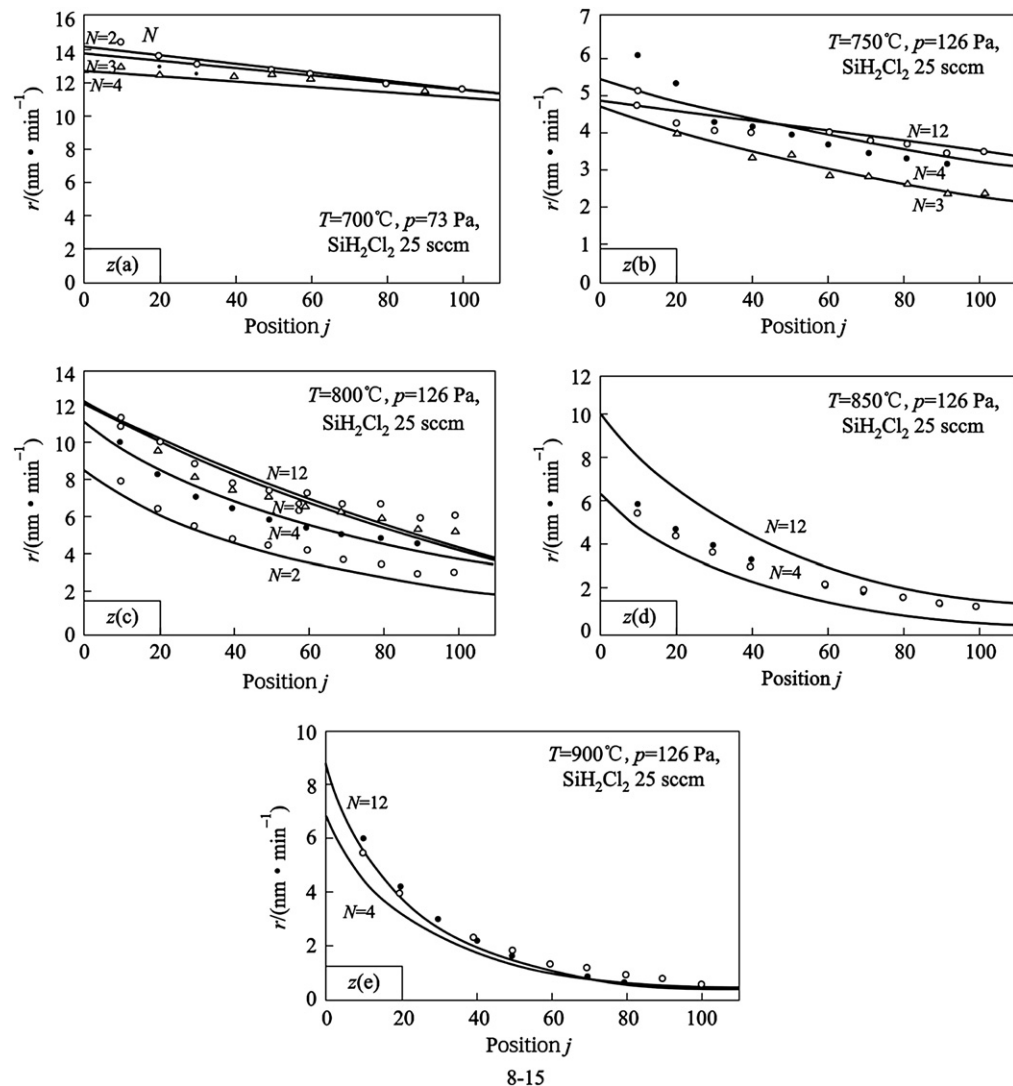 16
14
12
10
8
6
4
2
0
r/(nm • min⁻¹)
N=2
N
N=3
N=4
T=700℃, p=73 Pa,
SiH₂Cl₂ 25 sccm
z(a)
0 20 40 60 80 100
Position j
7
6
5
4
3
2
1
0
r/(nm • min⁻¹)
T=750℃, p=126 Pa,
SiH₂Cl₂ 25 sccm
N=12
N=4
N=3
z(b)
0 20 40 60 80 100
Position j
14
12
10
8
6
4
2
0
r/(nm • min⁻¹)
T=800℃, p=126 Pa,
SiH₂Cl₂ 25 sccm
N=12
N=
N=4
N=2
z(c)
0 20 40 60 80 100
Position j
12
10
8
6
4
2
0
r/(nm • min⁻¹)
T=850℃, p=126 Pa,
SiH₂Cl₂ 25 sccm
N=12
N=4
z(d)
0 20 40 60 80 100
Position j
10
8
6
4
2
0
r/(nm • min⁻¹)
T=900℃, p=126 Pa,
SiH₂Cl₂ 25 sccm
N=12
N=4
z(e)
0 20 40 60 80 100
Position j
8-15